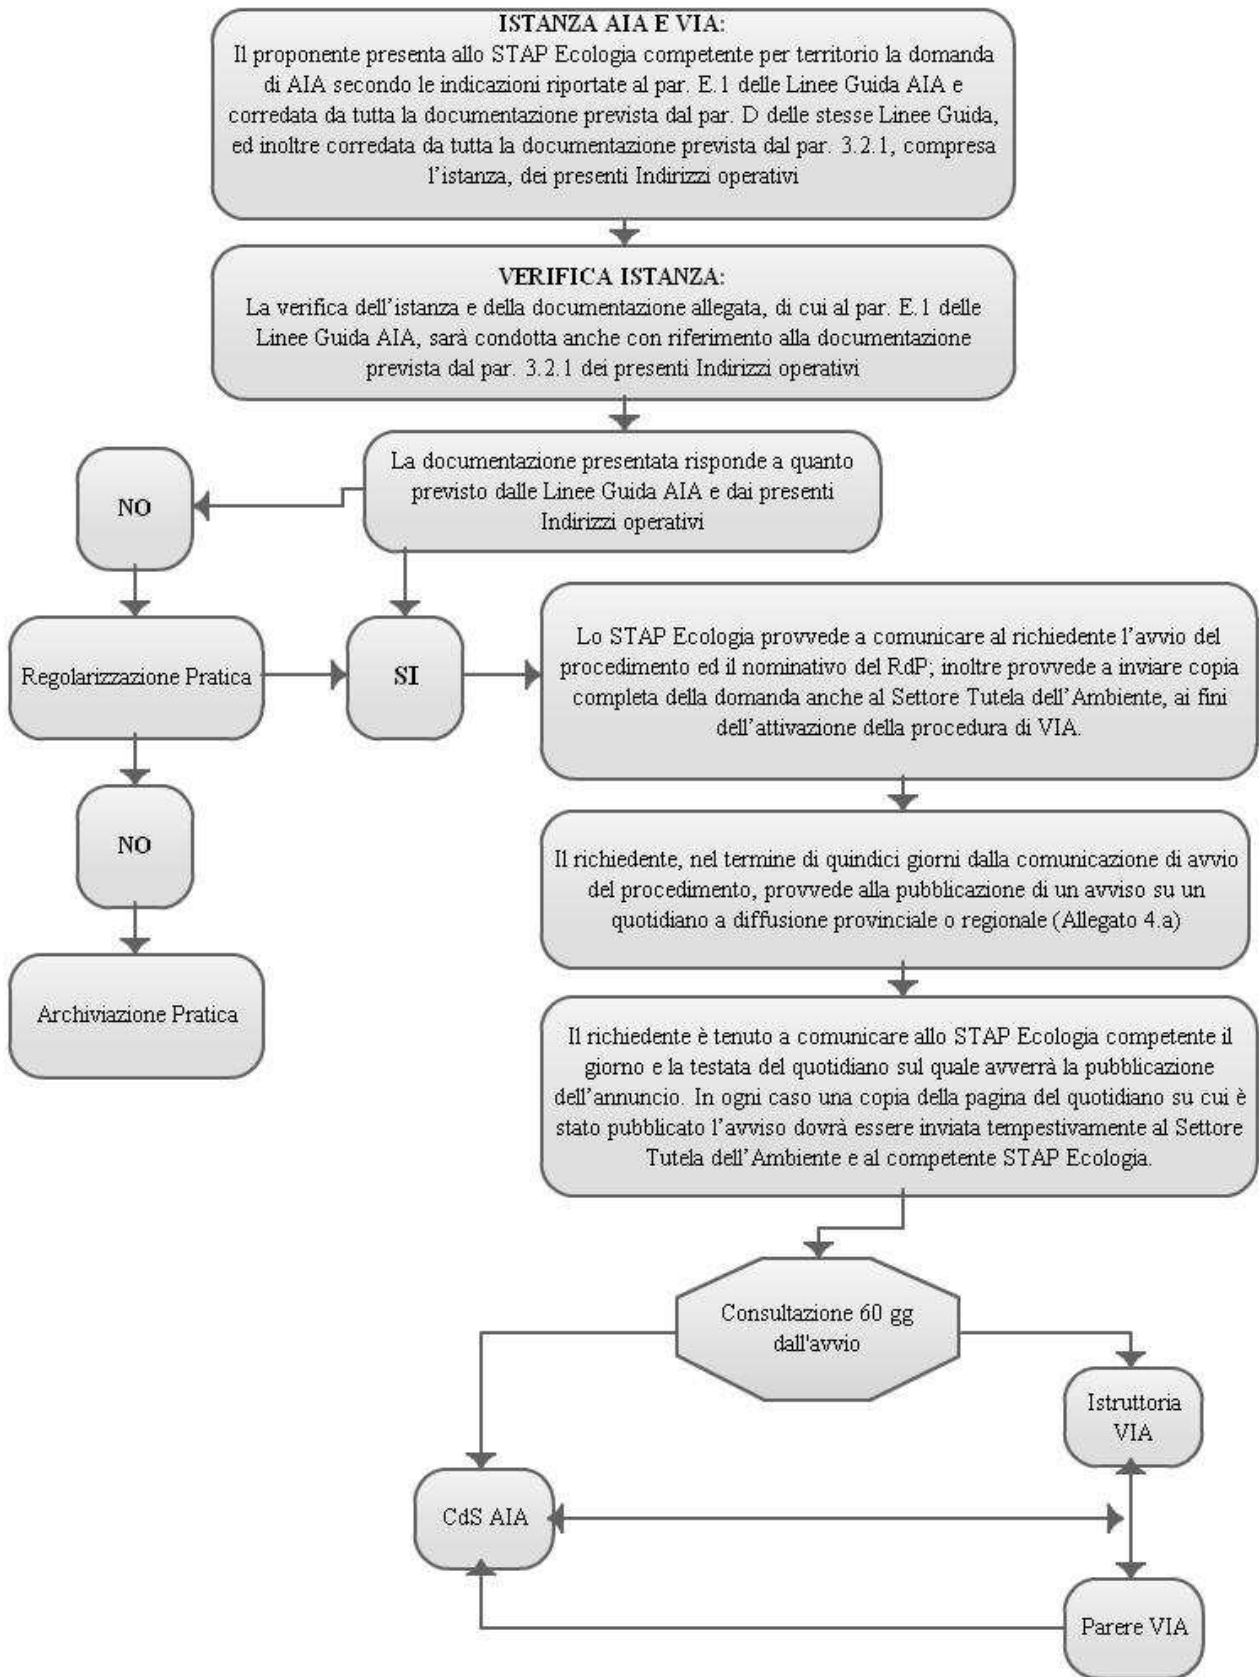 ISTANZA AIA E VIA:
Il proponente presenta allo STAP Ecologia competente per territorio la domanda
di AIA secondo le indicazioni riportate al par. E.1 delle Linee Guida AIA e
corredata da tutta la documentazione prevista dal par. D delle stesse Linee Guida,
ed inoltre corredata da tutta la documentazione prevista dal par. 3.2.1, compresa
l'istanza, dei presenti Indirizzi operativi
VERIFICA ISTANZA:
La verifica dell'istanza e della documentazione allegata, di cui al par. E.1 delle
Linee Guida AIA, sarà condotta anche con riferimento alla documentazione
prevista dal par. 3.2.1 dei presenti Indirizzi operativi
La documentazione presentata risponde a quanto
previsto dalle Linee Guida AIA e dai presenti
Indirizzi operativi
NO
Regolarizzazione Pratica
SI
Lo STAP Ecologia provvede a comunicare al richiedente l'avvio del
procedimento ed il nominativo del RdP; inoltre provvede a inviare copia
completa della domanda anche al Settore Tutela dell'Ambiente, ai fini
dell'attivazione della procedura di VIA.
NO
Archiviazione Pratica
Il richiedente, nel termine di quindici giorni dalla comunicazione di avvio
del procedimento, provvede alla pubblicazione di un avviso su un
quotidiano a diffusione provinciale o regionale (Allegato 4.a)
Il richiedente è tenuto a comunicare allo STAP Ecologia competente il
giorno e la testata del quotidiano sul quale avverrà la pubblicazione
dell'annuncio. In ogni caso una copia della pagina del quotidiano su cui è
stato pubblicato l'avviso dovrà essere inviata tempestivamente al Settore
Tutela dell'Ambiente e al competente STAP Ecologia.
Consultazione 60 gg
dall'avvio
Istruttoria
VIA
CdS AIA
Parere VIA